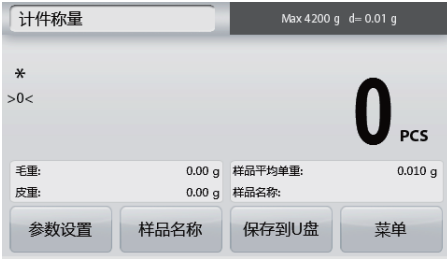 计件称量 Max 4200 g d= 0.01 g
*
>0<
0 PCS
毛重: 0.00 g 样品平均单重: 0.010 g
皮重: 0.00 g 样品名称:
参数设置 样品名称 保存到U盘 菜单